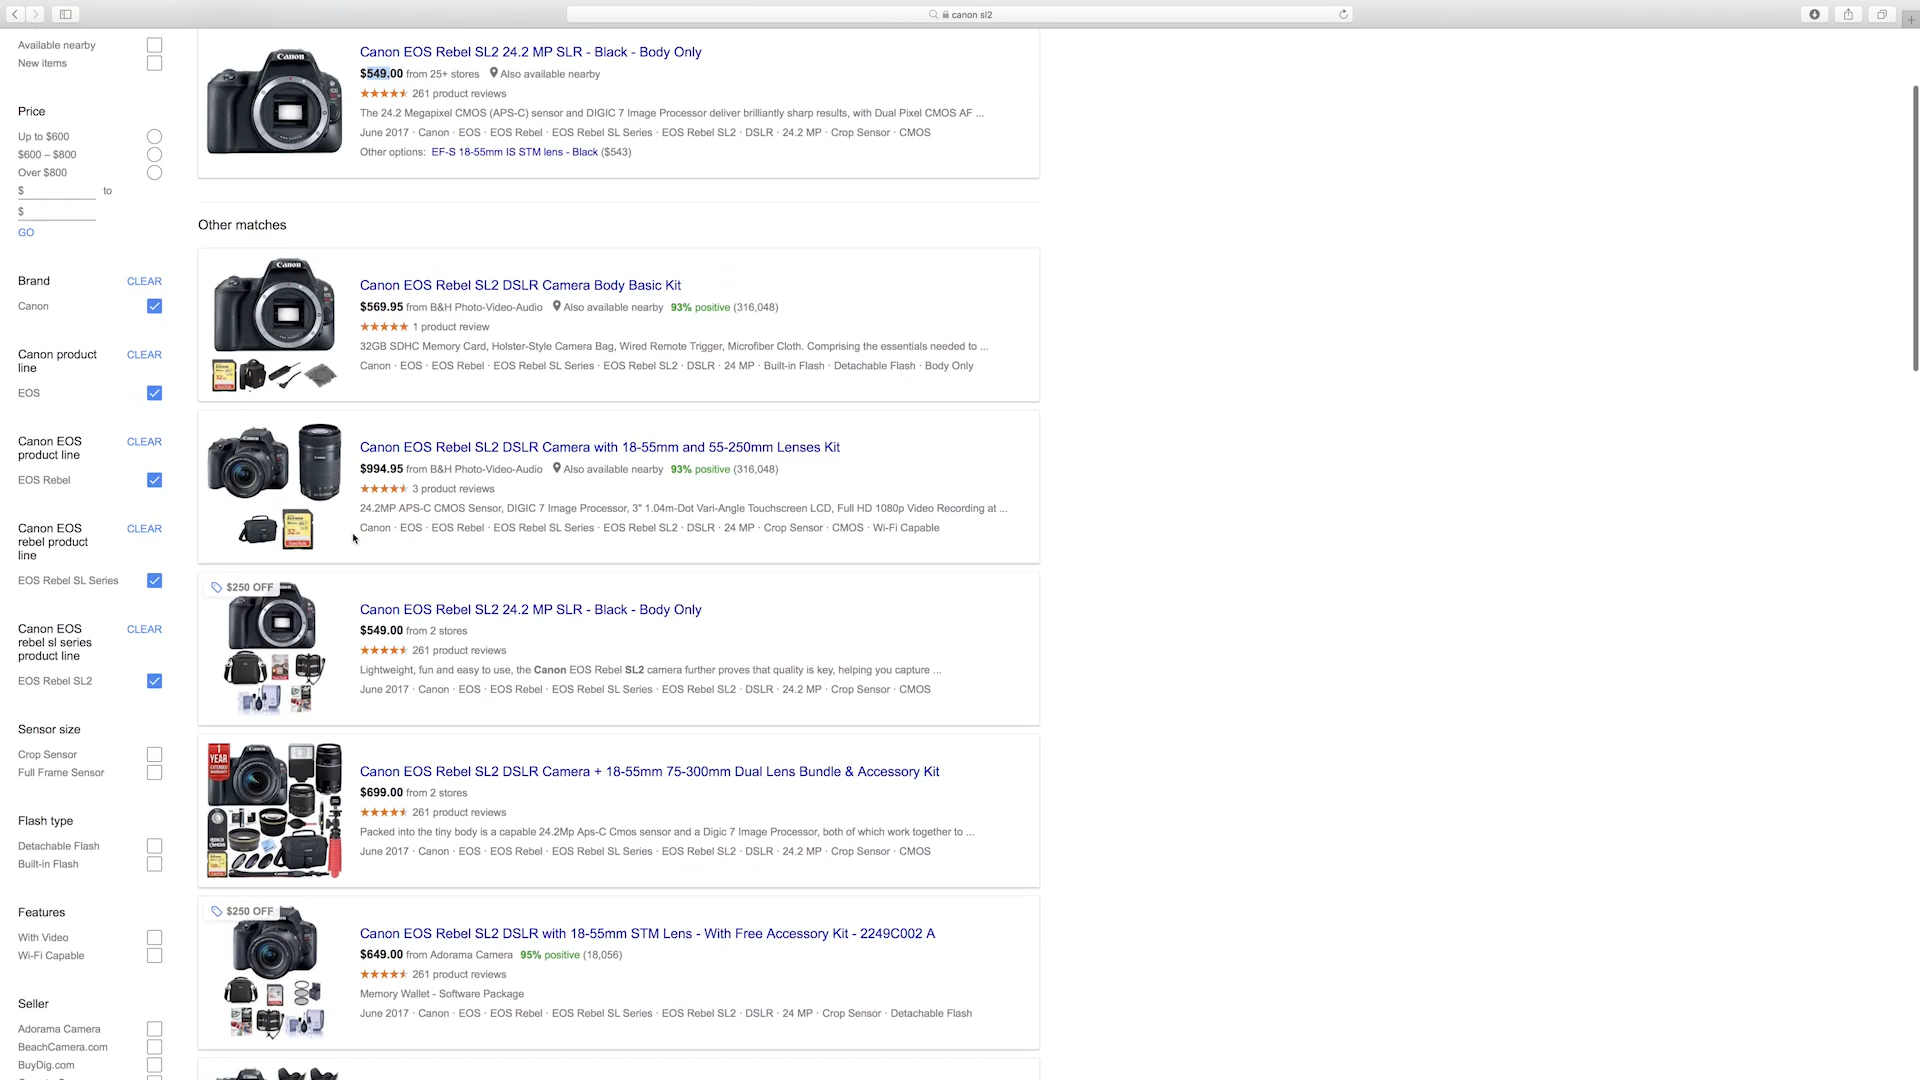 canon sl2
Available nearby
New items
Price
Up to $600
$600 – $800
Over $800
$ to
$
GO
Brand CLEAR
Canon
Canon product line CLEAR
EOS
Canon EOS product line CLEAR
EOS Rebel
Canon EOS rebel product line CLEAR
EOS Rebel SL Series
Canon EOS rebel sl series product line CLEAR
EOS Rebel SL2
Sensor size
Crop Sensor
Full Frame Sensor
Flash type
Detachable Flash
Built-in Flash
Features
With Video
Wi-Fi Capable
Seller
Adorama Camera
BeachCamera.com
BuyDig.com
Canon EOS Rebel SL2 24.2 MP SLR - Black - Body Only
$549.00 from 25+ stores Also available nearby
261 product reviews
The 24.2 Megapixel CMOS (APS-C) sensor and DIGIC 7 Image Processor deliver brilliantly sharp results, with Dual Pixel CMOS AF ...
June 2017 · Canon · EOS · EOS Rebel · EOS Rebel SL Series · EOS Rebel SL2 · DSLR · 24.2 MP · Crop Sensor · CMOS
Other options: EF-S 18-55mm IS STM lens - Black ($543)
Other matches
Canon EOS Rebel SL2 DSLR Camera Body Basic Kit
$569.95 from B&H Photo-Video-Audio Also available nearby 93% positive (316,048)
1 product review
32GB SDHC Memory Card, Holster-Style Camera Bag, Wired Remote Trigger, Microfiber Cloth. Comprising the essentials needed to ...
Canon · EOS · EOS Rebel · EOS Rebel SL Series · EOS Rebel SL2 · DSLR · 24 MP · Built-in Flash · Detachable Flash · Body Only
Canon EOS Rebel SL2 DSLR Camera with 18-55mm and 55-250mm Lenses Kit
$994.95 from B&H Photo-Video-Audio Also available nearby 93% positive (316,048)
3 product reviews
24.2MP APS-C CMOS Sensor, DIGIC 7 Image Processor, 3" 1.04m-Dot Vari-Angle Touchscreen LCD, Full HD 1080p Video Recording at ...
Canon · EOS · EOS Rebel · EOS Rebel SL Series · EOS Rebel SL2 · DSLR · 24 MP · Crop Sensor · CMOS · Wi-Fi Capable
$250 OFF
Canon EOS Rebel SL2 24.2 MP SLR - Black - Body Only
$549.00 from 2 stores
261 product reviews
Lightweight, fun and easy to use, the Canon EOS Rebel SL2 camera further proves that quality is key, helping you capture ...
June 2017 · Canon · EOS · EOS Rebel · EOS Rebel SL Series · EOS Rebel SL2 · DSLR · 24.2 MP · Crop Sensor · CMOS
1 YEAR
Canon EOS Rebel SL2 DSLR Camera + 18-55mm 75-300mm Dual Lens Bundle & Accessory Kit
$699.00 from 2 stores
261 product reviews
Packed into the tiny body is a capable 24.2Mp Aps-C Cmos sensor and a Digic 7 Image Processor, both of which work together to ...
June 2017 · Canon · EOS · EOS Rebel · EOS Rebel SL Series · EOS Rebel SL2 · DSLR · 24.2 MP · Crop Sensor · CMOS
$250 OFF
Canon EOS Rebel SL2 DSLR with 18-55mm STM Lens - With Free Accessory Kit - 2249C002 A
$649.00 from Adorama Camera 95% positive (18,056)
261 product reviews
Memory Wallet - Software Package
June 2017 · Canon · EOS · EOS Rebel · EOS Rebel SL Series · EOS Rebel SL2 · DSLR · 24 MP · Crop Sensor · Detachable Flash